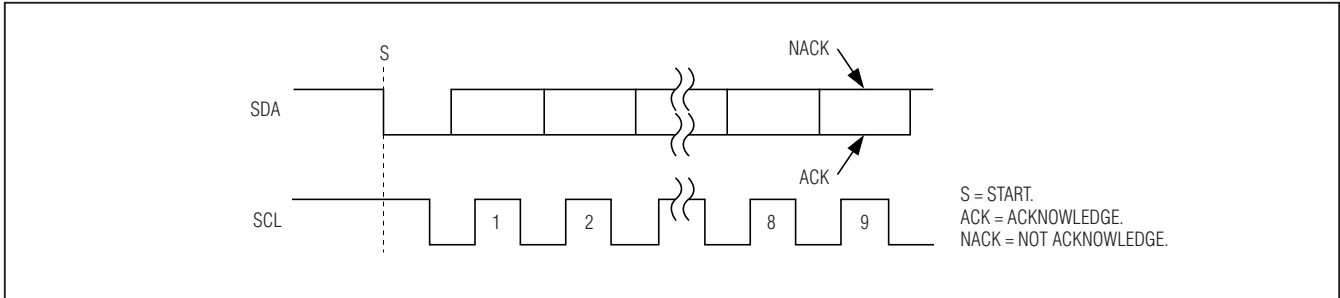 S
NACK
SDA
ACK
SCL
1
2
8
9
S = START.
ACK = ACKNOWLEDGE.
NACK = NOT ACKNOWLEDGE.